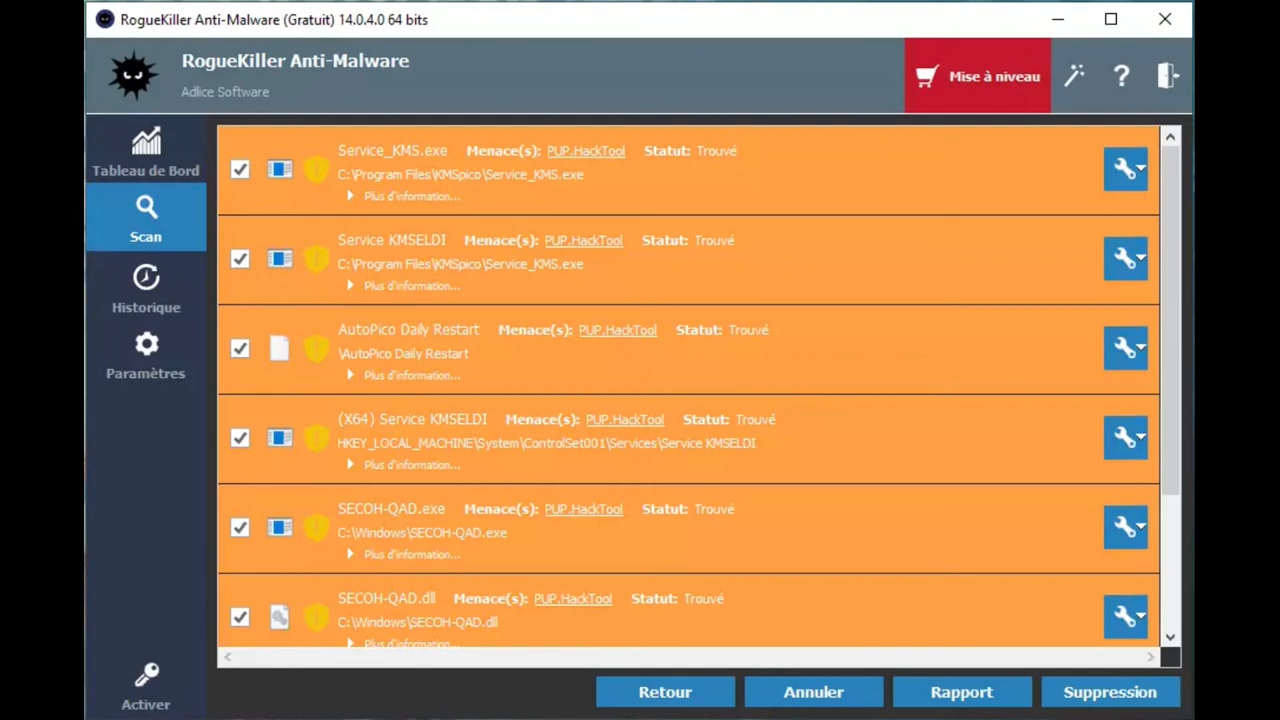 RogueKiller Anti-Malware (Gratuit) 14.0.4.0 64 bits
RogueKiller Anti-Malware
Adlice Software
Mise à niveau
?
Tableau de Bord
Scan
Historique
Paramètres
Activer
Service_KMS.exe Menace(s): PUP.HackTool Statut: Trouvé
C:\Program Files\KMSpico\Service_KMS.exe
Plus d'information...
Service KMSELDI Menace(s): PUP.HackTool Statut: Trouvé
C:\Program Files\KMSpico\Service_KMS.exe
Plus d'information...
AutoPico Daily Restart Menace(s): PUP.HackTool Statut: Trouvé
\AutoPico Daily Restart
Plus d'information...
(X64) Service KMSELDI Menace(s): PUP.HackTool Statut: Trouvé
HKEY_LOCAL_MACHINE\System\ControlSet001\Services\Service KMSELDI
Plus d'information...
SECOH-QAD.exe Menace(s): PUP.HackTool Statut: Trouvé
C:\Windows\SECOH-QAD.exe
Plus d'information...
SECOH-QAD.dll Menace(s): PUP.HackTool Statut: Trouvé
C:\Windows\SECOH-QAD.dll
Plus d'information...
Retour Annuler Rapport Suppression